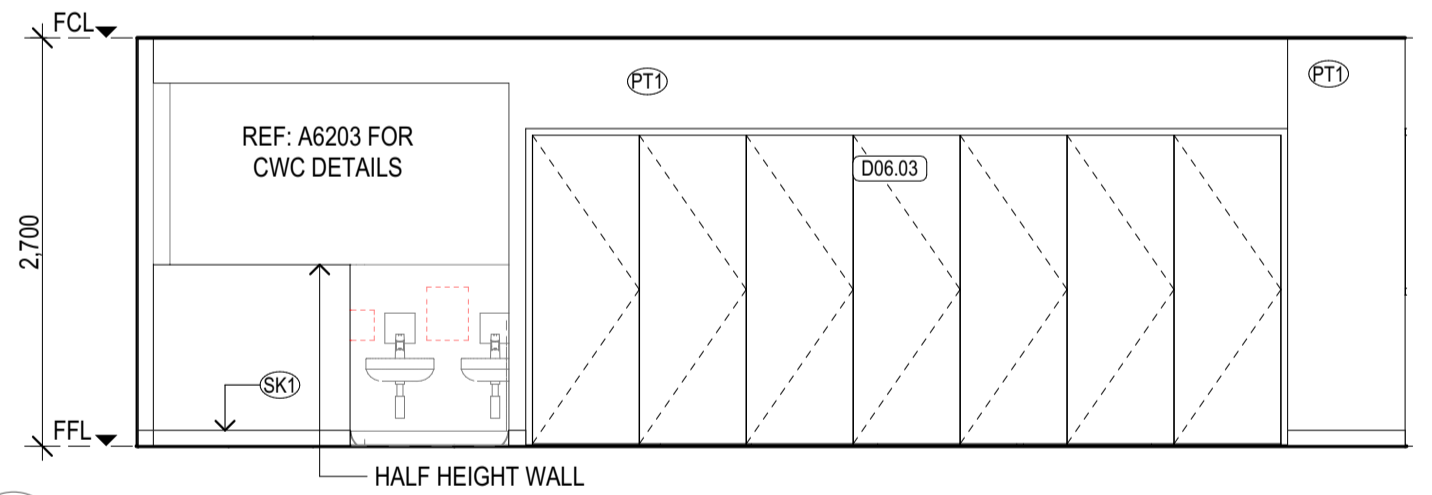 FCL
PT1
PT1
REF: A6203 FOR
CWC DETAILS
D06.03
2,700
SK1
FFL
HALF HEIGHT WALL